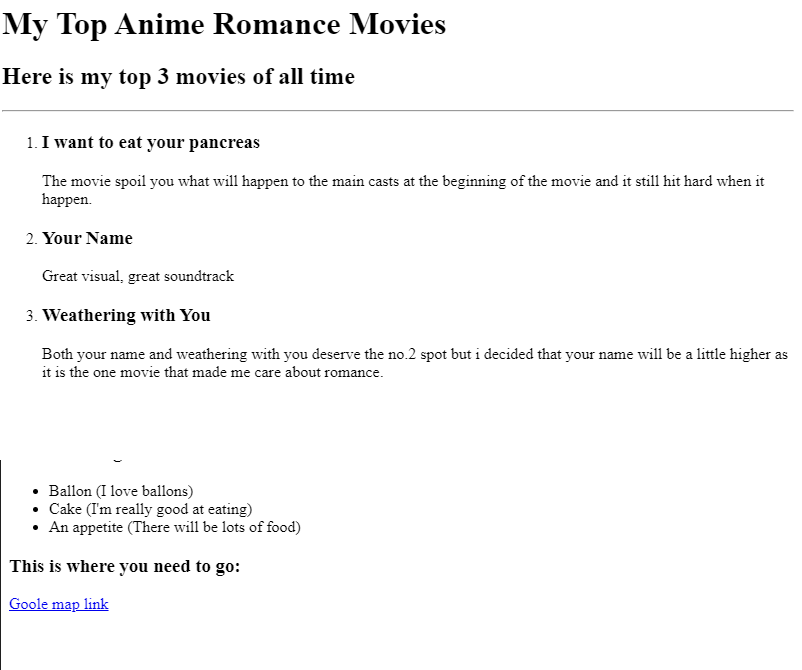 My Top Anime Romance Movies
Here is my top 3 movies of all time
1. I want to eat your pancreas
The movie spoil you what will happen to the main casts at the beginning of the movie and it still hit hard when it
happen.
2. Your Name
Great visual, great soundtrack
3. Weathering with You
Both your name and weathering with you deserve the no.2 spot but i decided that your name will be a little higher as
it is the one movie that made me care about romance.
• Ballon (I love ballons)
• Cake (I'm really good at eating)
• An appetite (There will be lots of food)
This is where you need to go:
Goole map link